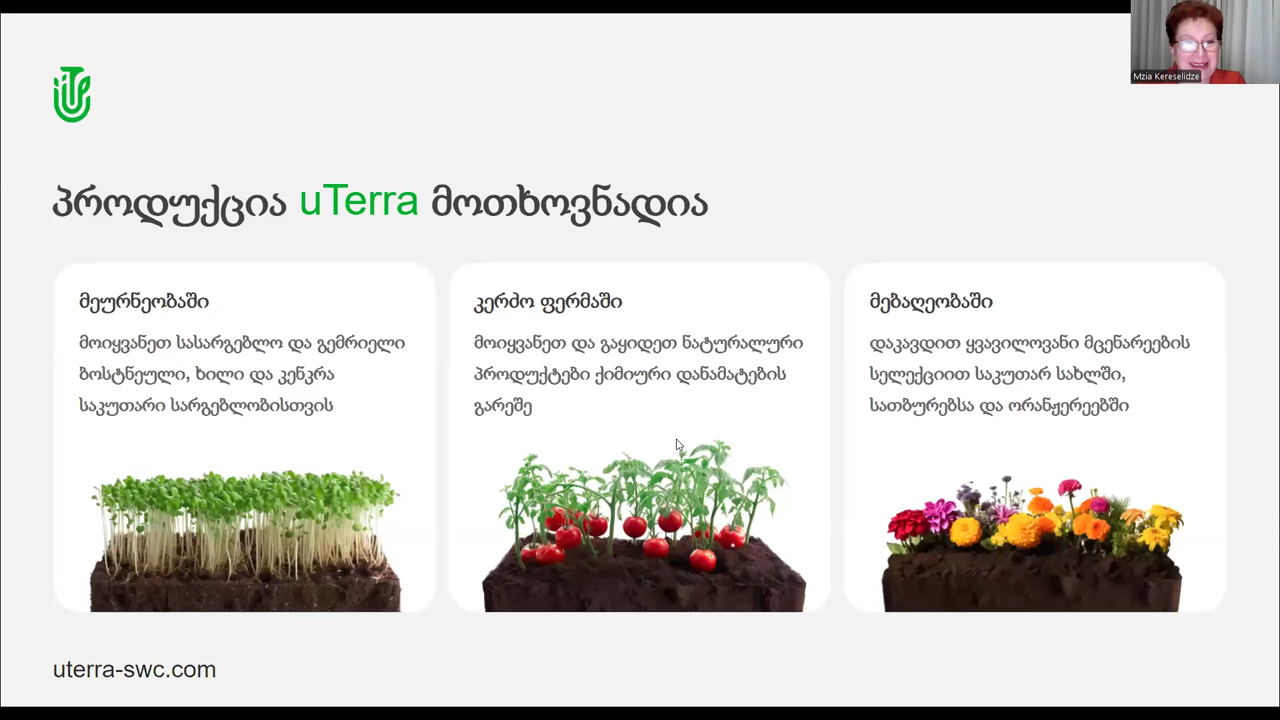 Mzia Kereselidze
პროდუქცია uTerra მოთხოვნადია
მეურნეობაში
მოიყვანეთ სასარგებლო და გემრიელი
ბოსტნეული, ხილი და კენკრა
საკუთარი სარგებლობისთვის
კერძო ფერმაში
მოიყვანეთ და გაყიდეთ ნატურალური
პროდუქტები ქიმიური დანამატების
გარეშე
მებაღეობაში
დაკავდით ყვავილოვანი მცენარეების
სელექციით საკუთარ სახლში,
სათბურებსა და ორანჟერეებში
uterra-swc.com